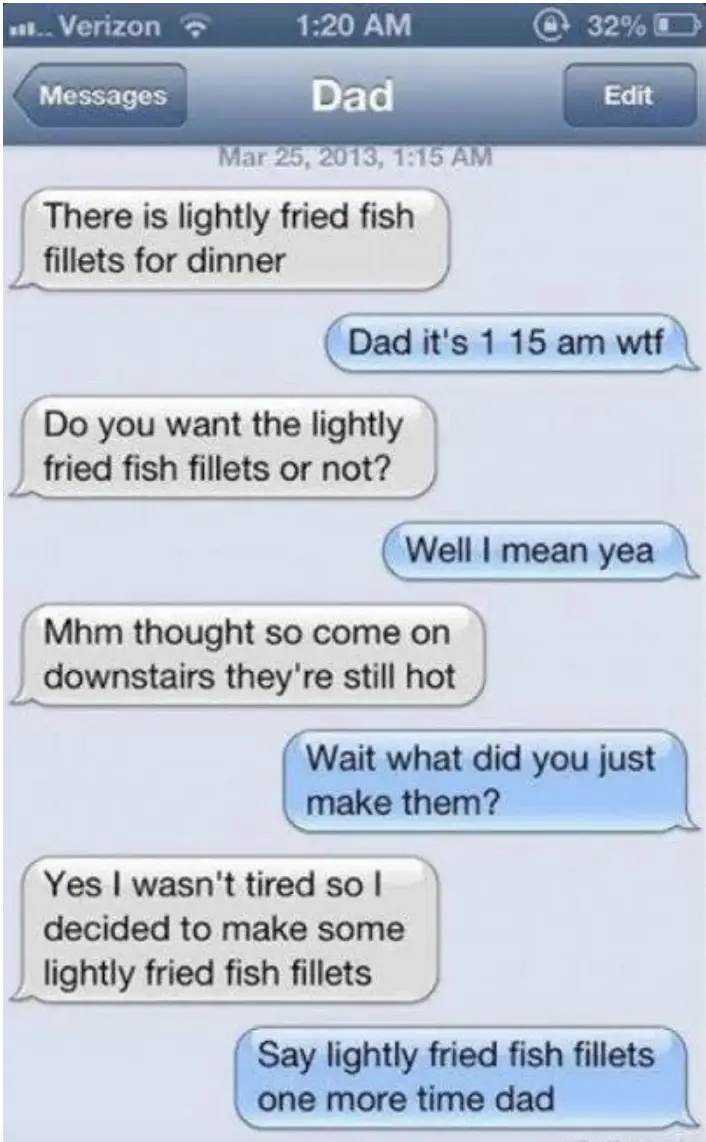 Verizon 1:20 AM 32%
Messages Dad Edit
Mar 25, 2013, 1:15 AM
There is lightly fried fish
fillets for dinner
Dad it's 1 15 am wtf
Do you want the lightly
fried fish fillets or not?
Well I mean yea
Mhm thought so come on
downstairs they're still hot
Wait what did you just
make them?
Yes I wasn't tired so I
decided to make some
lightly fried fish fillets
Say lightly fried fish fillets
one more time dad